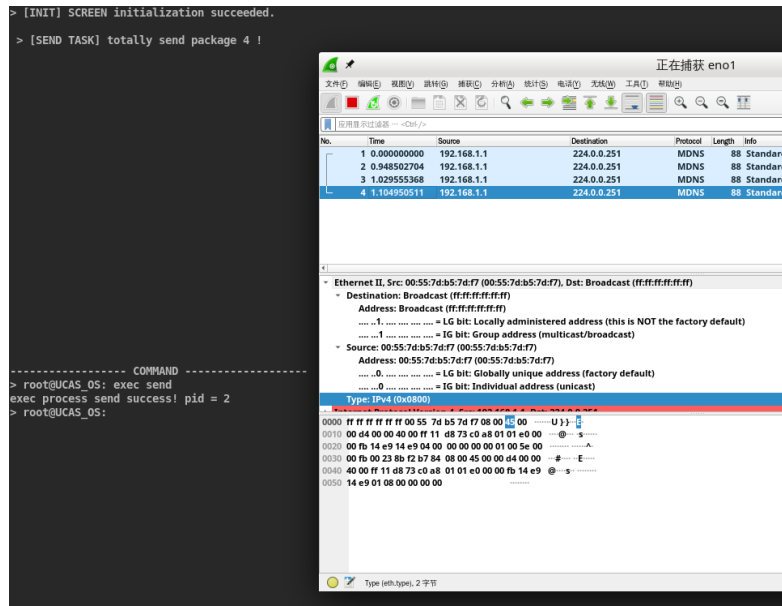 > [INIT] SCREEN initialization succeeded.
> [SEND TASK] totally send package 4 !
正在捕获 eno1
文件(F) 编辑(E) 视图(V) 跳转(G) 捕获(C) 分析(A) 统计(S) 电话(Y) 无线(W) 工具(T) 帮助(H)
应用显示过滤器 … <Ctrl-/>
No. Time Source Destination Protocol Length Info
1 0.000000000 192.168.1.1 224.0.0.251 MDNS 88 Standar
2 0.948502704 192.168.1.1 224.0.0.251 MDNS 88 Standar
3 1.029555368 192.168.1.1 224.0.0.251 MDNS 88 Standar
4 1.104950511 192.168.1.1 224.0.0.251 MDNS 88 Standar
Ethernet II, Src: 00:55:7d:b5:7d:f7 (00:55:7d:b5:7d:f7), Dst: Broadcast (ff:ff:ff:ff:ff:ff)
Destination: Broadcast (ff:ff:ff:ff:ff:ff)
Address: Broadcast (ff:ff:ff:ff:ff:ff)
.... ..1. .... .... .... .... = LG bit: Locally administered address (this is NOT the factory default)
.... ...1 .... .... .... .... = IG bit: Group address (multicast/broadcast)
Source: 00:55:7d:b5:7d:f7 (00:55:7d:b5:7d:f7)
Address: 00:55:7d:b5:7d:f7 (00:55:7d:b5:7d:f7)
.... ..0. .... .... .... .... = LG bit: Globally unique address (factory default)
.... ...0 .... .... .... .... = IG bit: Individual address (unicast)
Type: IPv4 (0x0800)
Internet Protocol Version 4, Src: 192.168.1.1, Dst: 224.0.0.251
------------------ COMMAND -------------------
> root@UCAS_OS: exec send
exec process send success! pid = 2
> root@UCAS_OS:
0000 ff ff ff ff ff ff 00 55 7d b5 7d f7 08 00 45 00 ·······U }·}···E·
0010 00 d4 00 00 40 00 ff 11 d8 73 c0 a8 01 01 e0 00 ····@··· ·s······
0020 00 fb 14 e9 14 e9 04 00 00 00 00 00 01 00 5e 00 ········ ······^·
0030 00 fb 00 23 8b f2 b7 84 08 00 45 00 00 d4 00 00 ···#···· ··E·····
0040 40 00 ff 11 d8 73 c0 a8 01 01 e0 00 00 fb 14 e9 @····s·· ········
0050 14 e9 01 08 00 00 00 00 ········
Type (eth.type), 2 字节